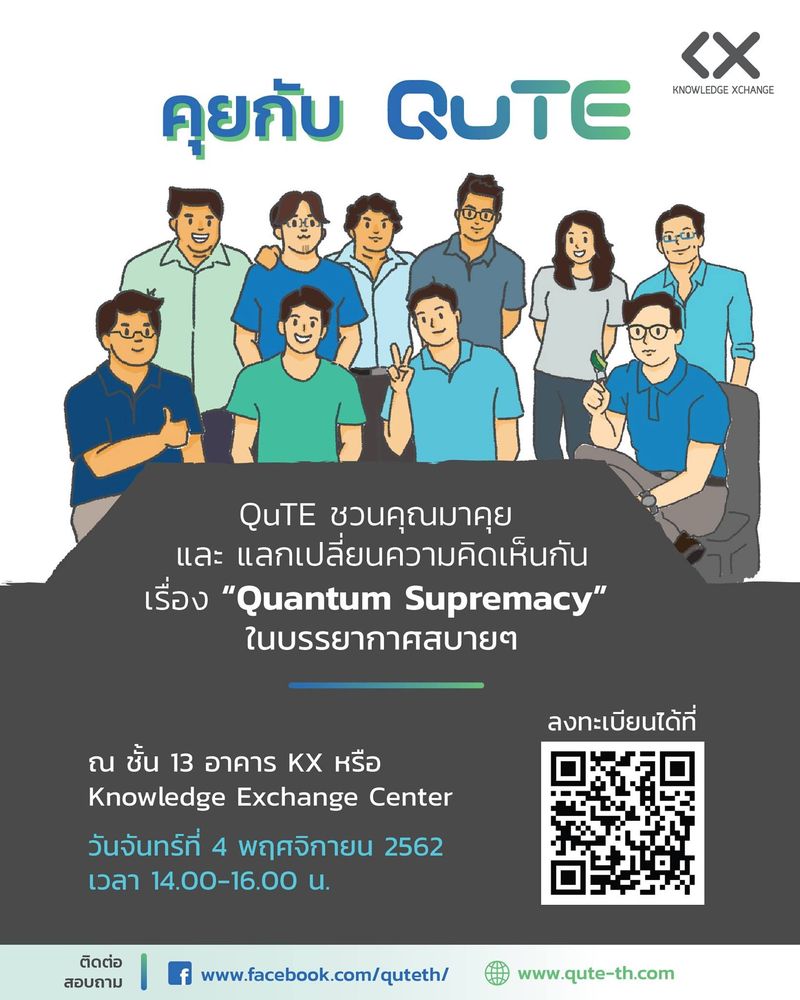 KX
KNOWLEDGE XCHANGE
คุยกับ QuTE
QuTE ชวนคุณมาคุย
และ แลกเปลี่ยนความคิดเห็นกัน
เรื่อง “Quantum Supremacy”
ในบรรยากาศสบายๆ
ณ ชั้น 13 อาคาร KX หรือ
Knowledge Exchange Center
วันจันทร์ที่ 4 พฤศจิกายน 2562
เวลา 14.00-16.00 น.
ลงทะเบียนได้ที่
ติดต่อ
สอบถาม
www.facebook.com/quteth/
www.qute-th.com